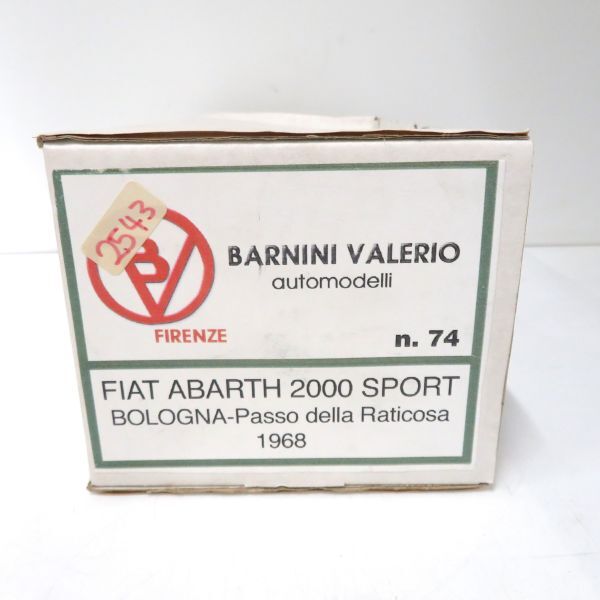 2543
BV
BARNINI VALERIO
automodelli
FIRENZE
n. 74
FIAT ABARTH 2000 SPORT
BOLOGNA-Passo della Raticosa
1968